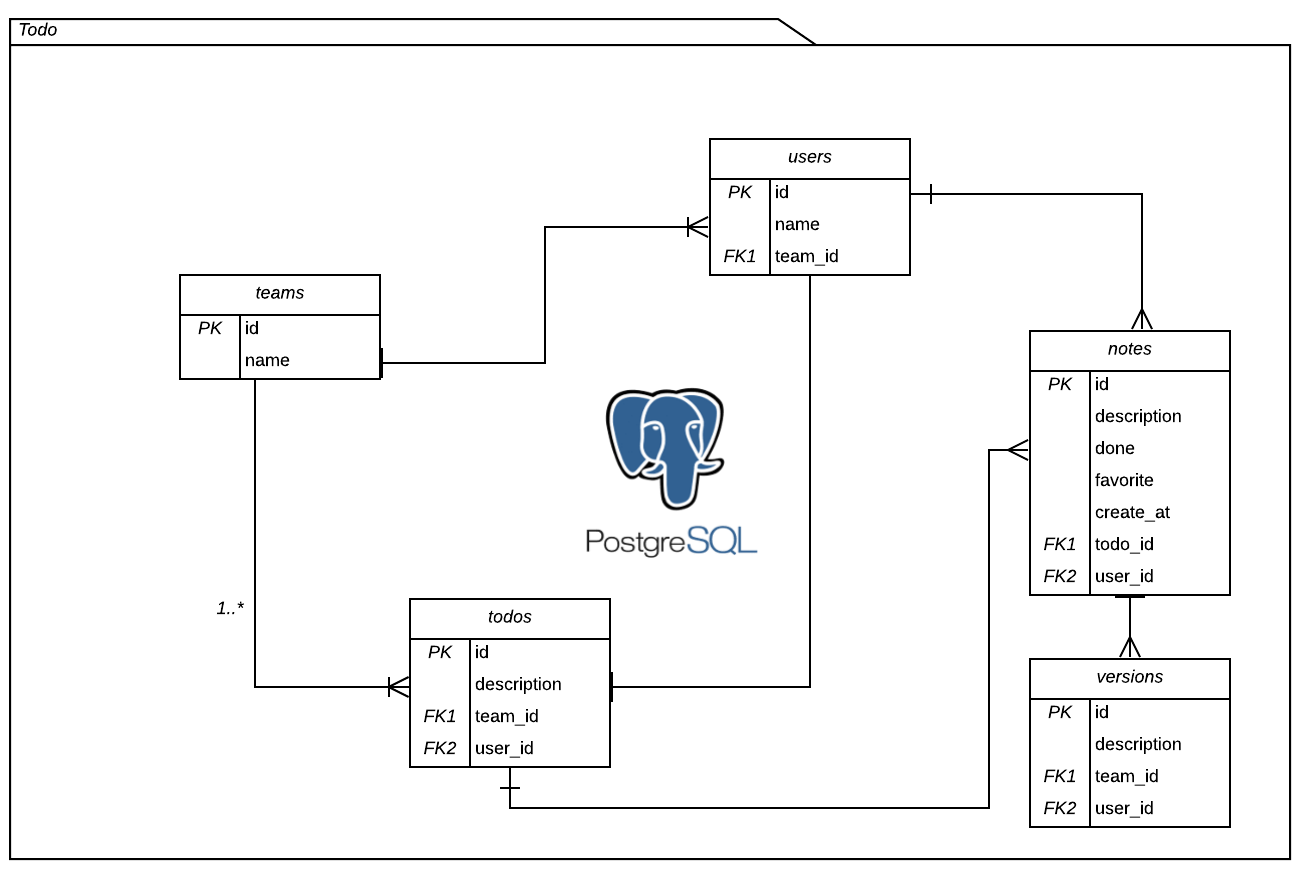 Todo
users
PK id
name
FK1 team_id
teams
PK id
name
notes
PK id
description
done
favorite
create_at
FK1 todo_id
FK2 user_id
PostgreSQL
1..*
todos
PK id
description
FK1 team_id
FK2 user_id
versions
PK id
description
FK1 team_id
FK2 user_id